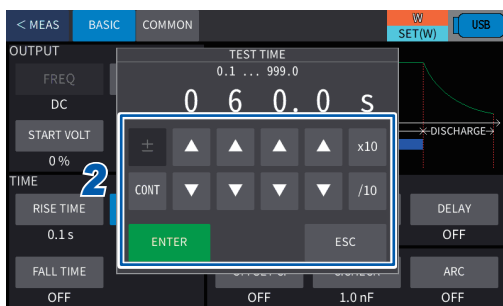 < MEAS BASIC COMMON W SET(W) USB
OUTPUT
FREQ
DC
START VOLT
0 %
TEST TIME
0.1 ... 999.0
0 6 0. 0 s
± ▲ ▲ ▲ ▲ x10
CONT ▼ ▼ ▼ ▼ /10
ENTER ESC
2
DISCHARGE
TIME
RISE TIME
0.1 s
DELAY
OFF
FALL TIME
OFF
OFF
1.0 nF
ARC
OFF